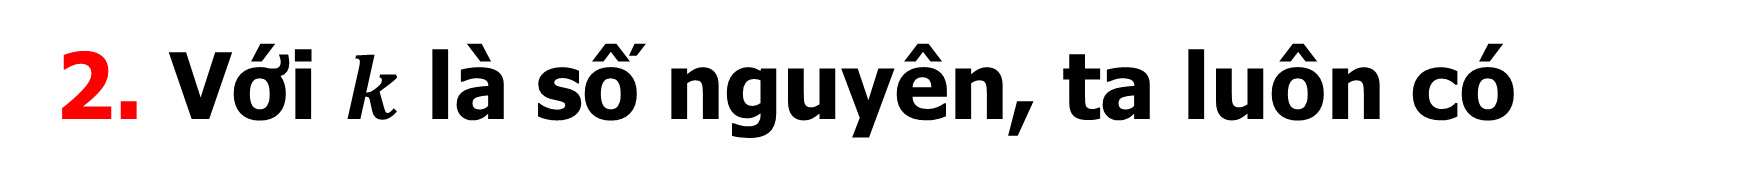 2. Với k là số nguyên, ta luôn có